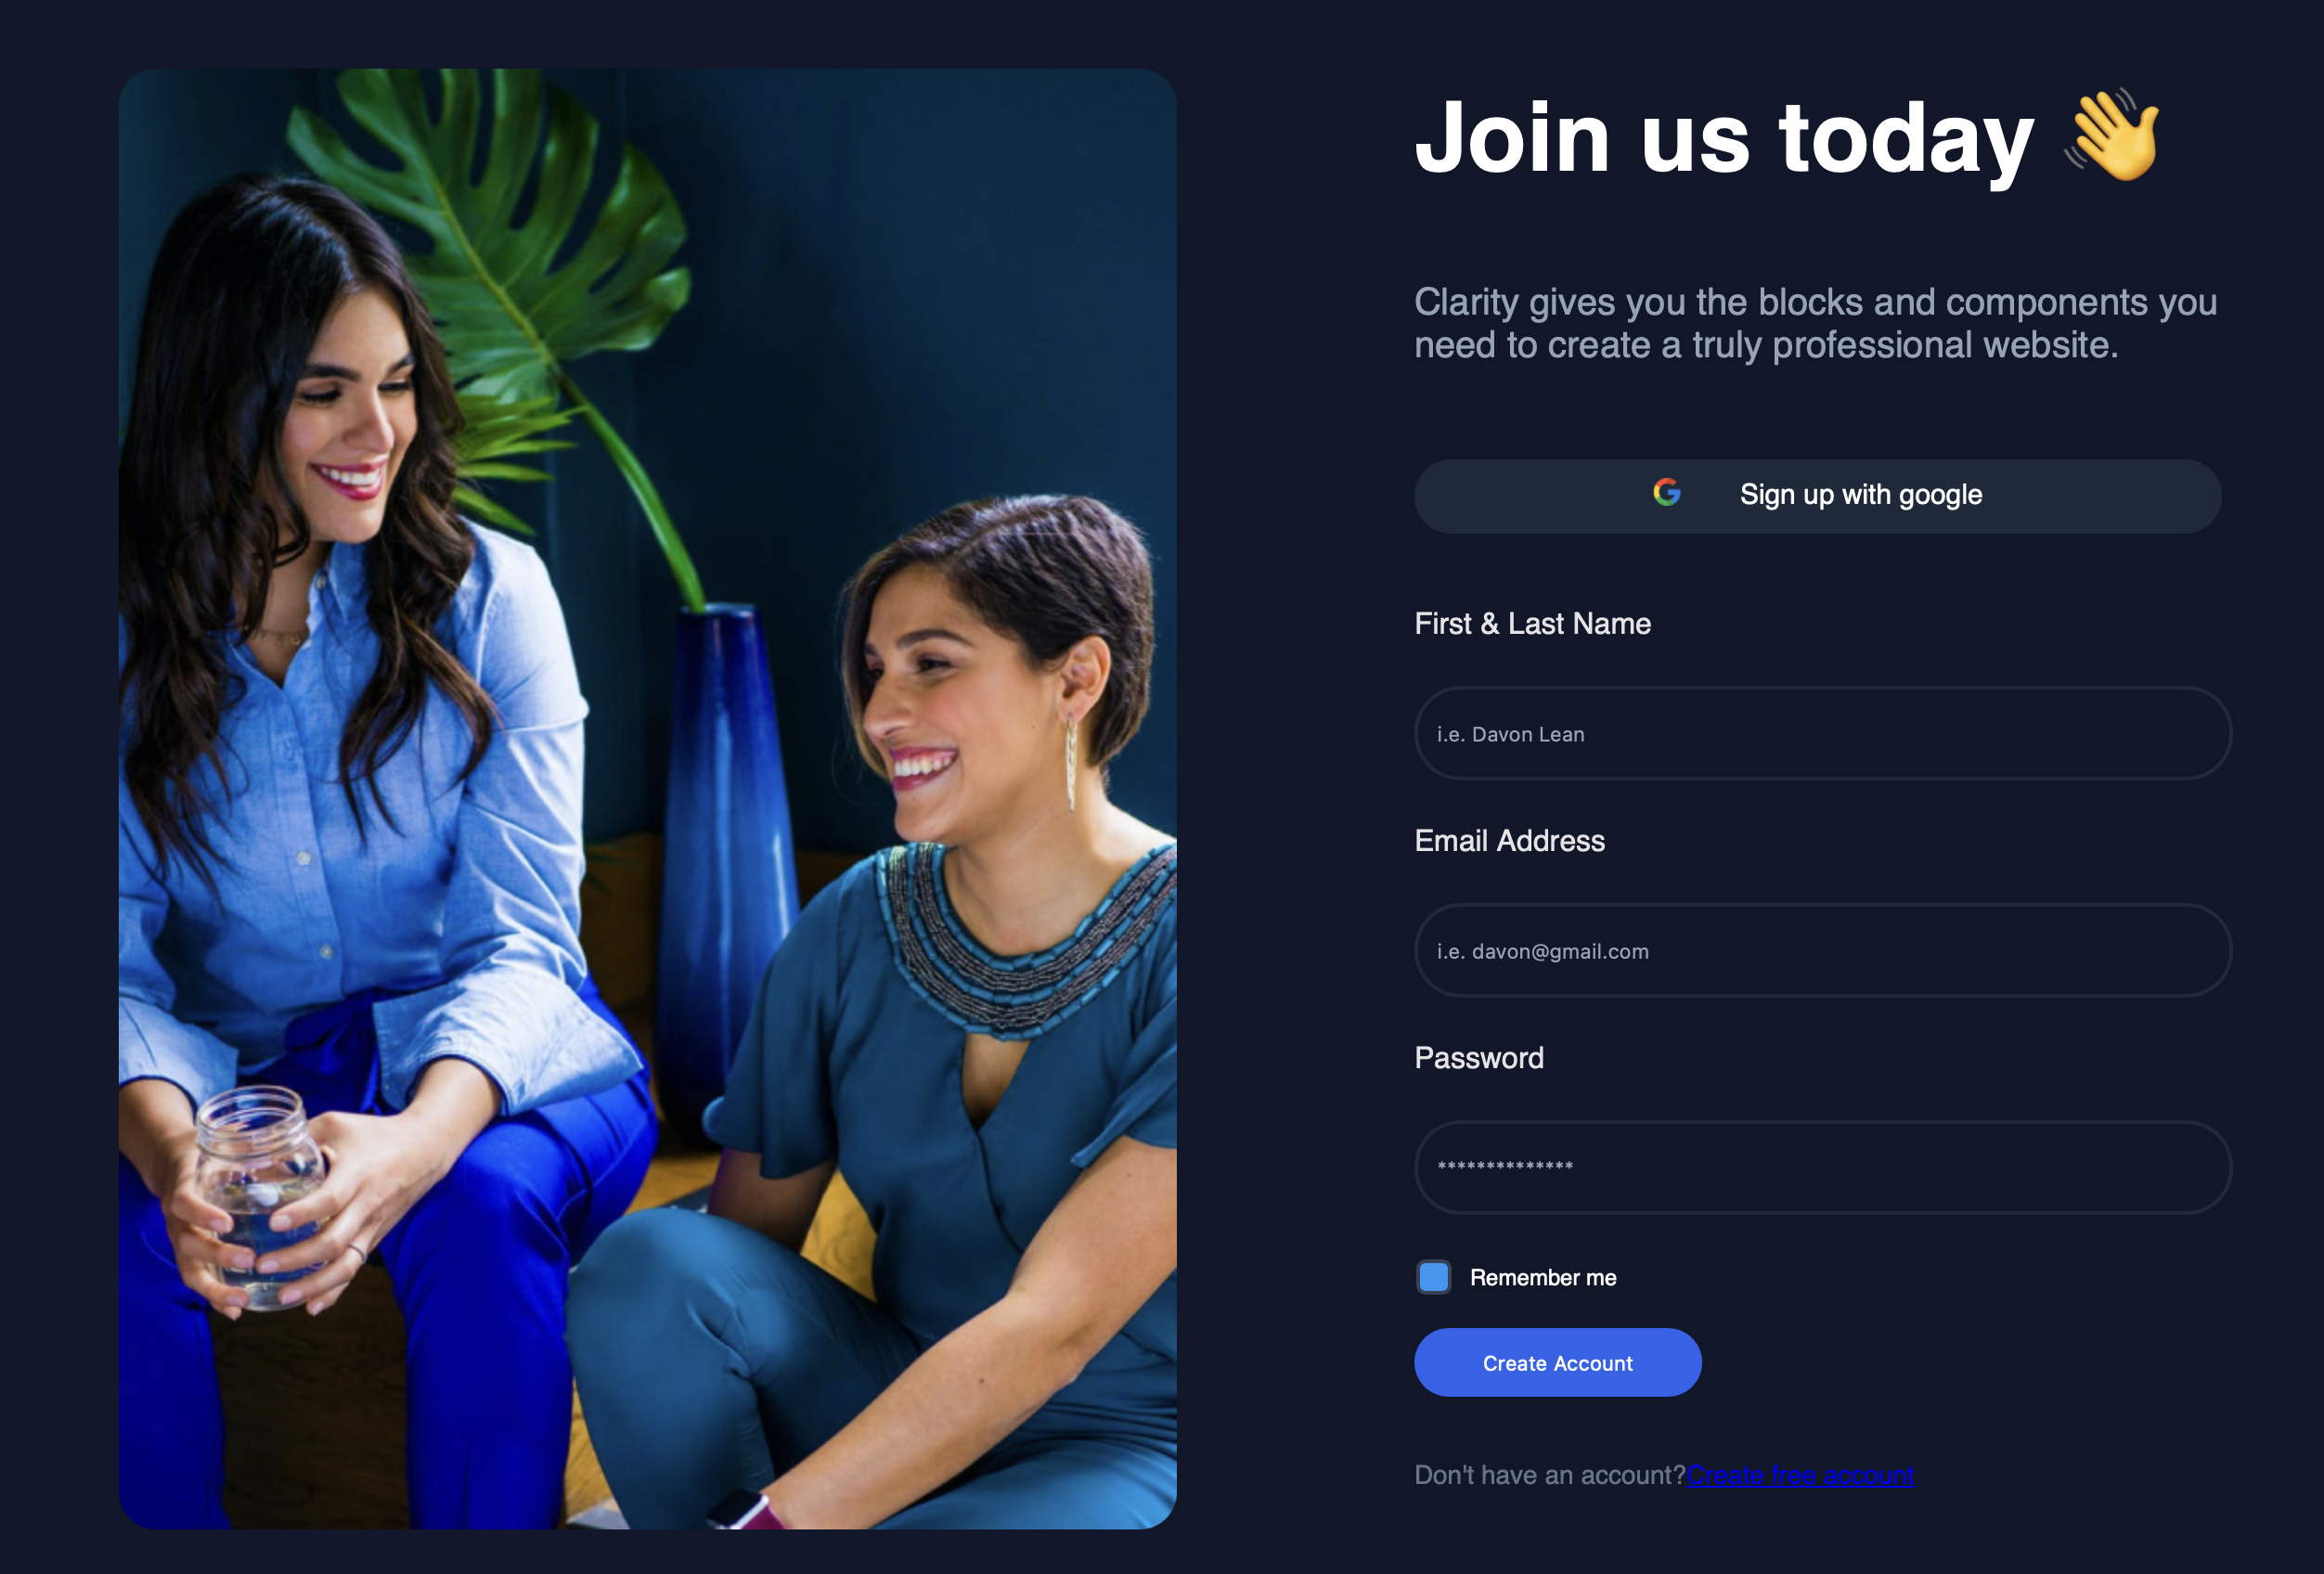 Join us today 👋
Clarity gives you the blocks and components you
need to create a truly professional website.
Sign up with google
First & Last Name
i.e. Davon Lean
Email Address
i.e. davon@gmail.com
Password
**************
Remember me
Create Account
Don't have an account?Create free account